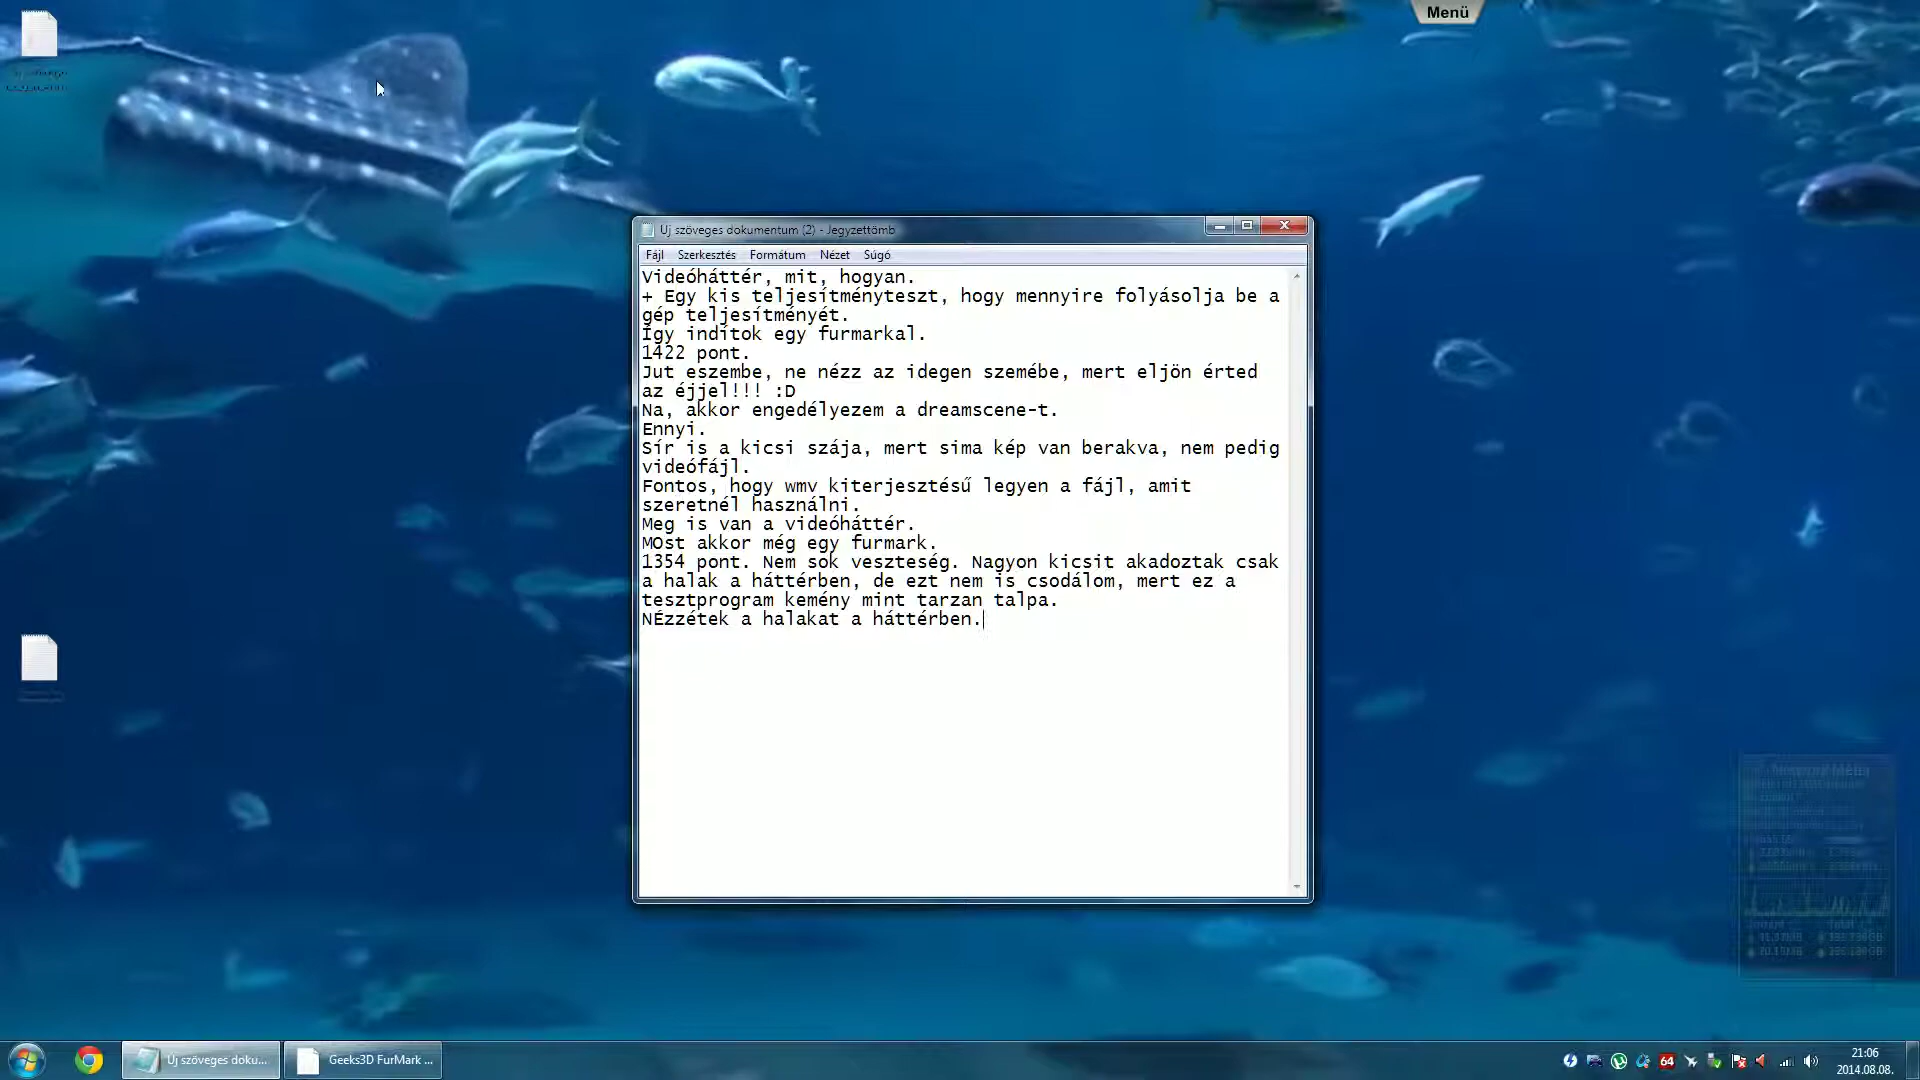 Menü
Új szöveges dokumentum (2) - Jegyzettömb
Fájl Szerkesztés Formátum Nézet Súgó
Videóháttér, mit, hogyan.
+ Egy kis teljesítményteszt, hogy mennyire folyásolja be a
gép teljesítményét.
Így indítok egy furmarkal.
1422 pont.
Jut eszembe, ne nézz az idegen szemébe, mert eljön érted
az éjjel!!! :D
Na, akkor engedélyezem a dreamscene-t.
Ennyi.
Sír is a kicsi szája, mert sima kép van berakva, nem pedig
videófájl.
Fontos, hogy wmv kiterjesztésű legyen a fájl, amit
szeretnél használni.
Meg is van a videóháttér.
MOst akkor még egy furmark.
1354 pont. Nem sok veszteség. Nagyon kicsit akadoztak csak
a halak a háttérben, de ezt nem is csodálom, mert ez a
tesztprogram kemény mint tarzan talpa.
NÉzzétek a halakat a háttérben.
Új szöveges doku...
Geeks3D FurMark ...
64
21:06
2014.08.08.